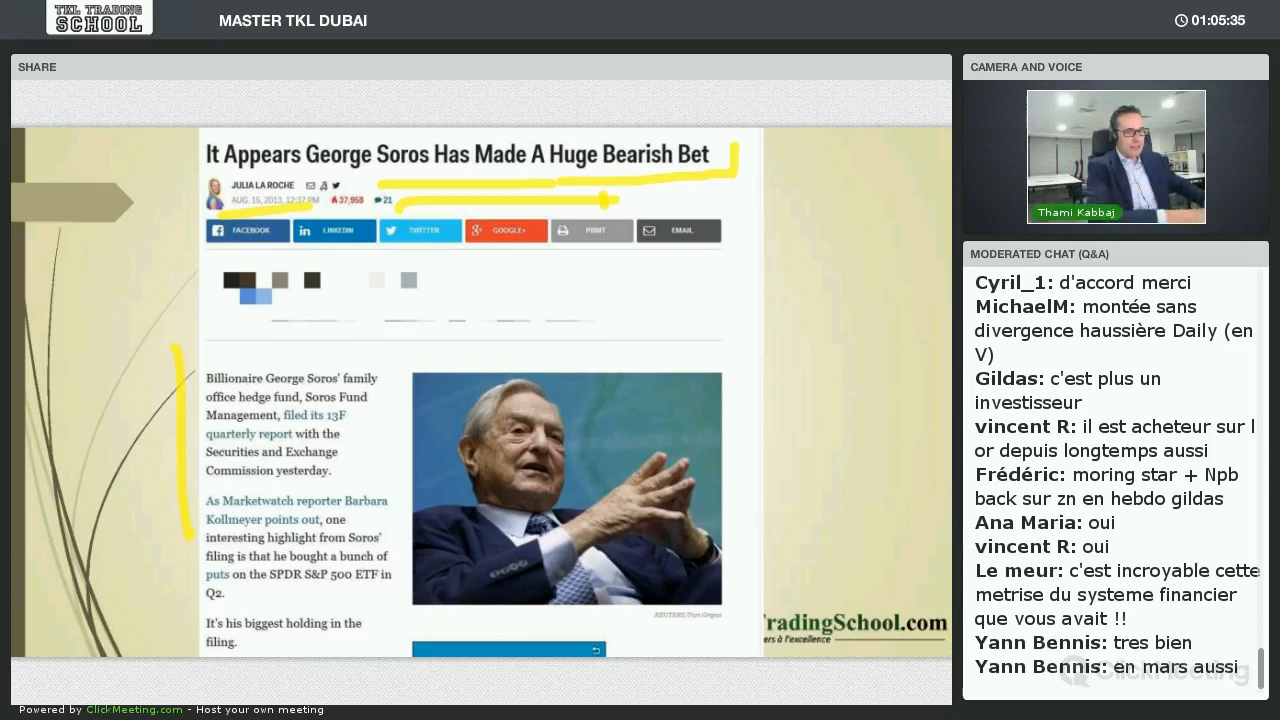 TKL TRADING
SCHOOL
MASTER TKL DUBAI
01:05:35
SHARE
It Appears George Soros Has Made A Huge Bearish Bet
JULIA LA ROCHE
AUG. 15, 2013, 12:37 PM 37,958 21
FACEBOOK LINKEDIN TWITTER GOOGLE+ PRINT EMAIL
Billionaire George Soros' family
office hedge fund, Soros Fund
Management, filed its 13F
quarterly report with the
Securities and Exchange
Commission yesterday.
As Marketwatch reporter Barbara
Kollmeyer points out, one
interesting highlight from Soros'
filing is that he bought a bunch of
puts on the SPDR S&P 500 ETF in
Q2.
It's his biggest holding in the
filing.
radingSchool.com
ers à l'excellence
CAMERA AND VOICE
Thami Kabbaj
MODERATED CHAT (Q&A)
Cyril_1: d'accord merci
MichaelM: montée sans
divergence haussière Daily (en
V)
Gildas: c'est plus un
investisseur
vincent R: il est acheteur sur l
or depuis longtemps aussi
Frédéric: moring star + Npb
back sur zn en hebdo gildas
Ana Maria: oui
vincent R: oui
Le meur: c'est incroyable cette
metrise du systeme financier
que vous avait !!
Yann Bennis: tres bien
Yann Bennis: en mars aussi
ClickMeeting
Powered by ClickMeeting.com - Host your own meeting